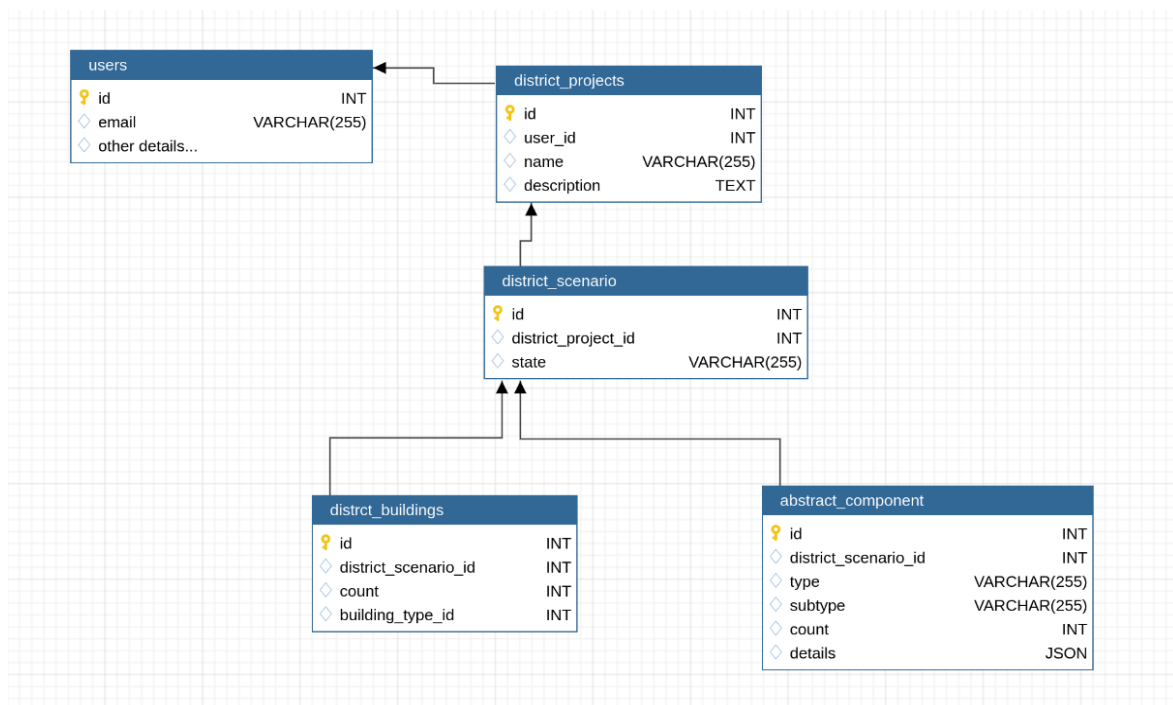 users
id INT
email VARCHAR(255)
other details...
district_projects
id INT
user_id INT
name VARCHAR(255)
description TEXT
district_scenario
id INT
district_project_id INT
state VARCHAR(255)
distrct_buildings
id INT
district_scenario_id INT
count INT
building_type_id INT
abstract_component
id INT
district_scenario_id INT
type VARCHAR(255)
subtype VARCHAR(255)
count INT
details JSON